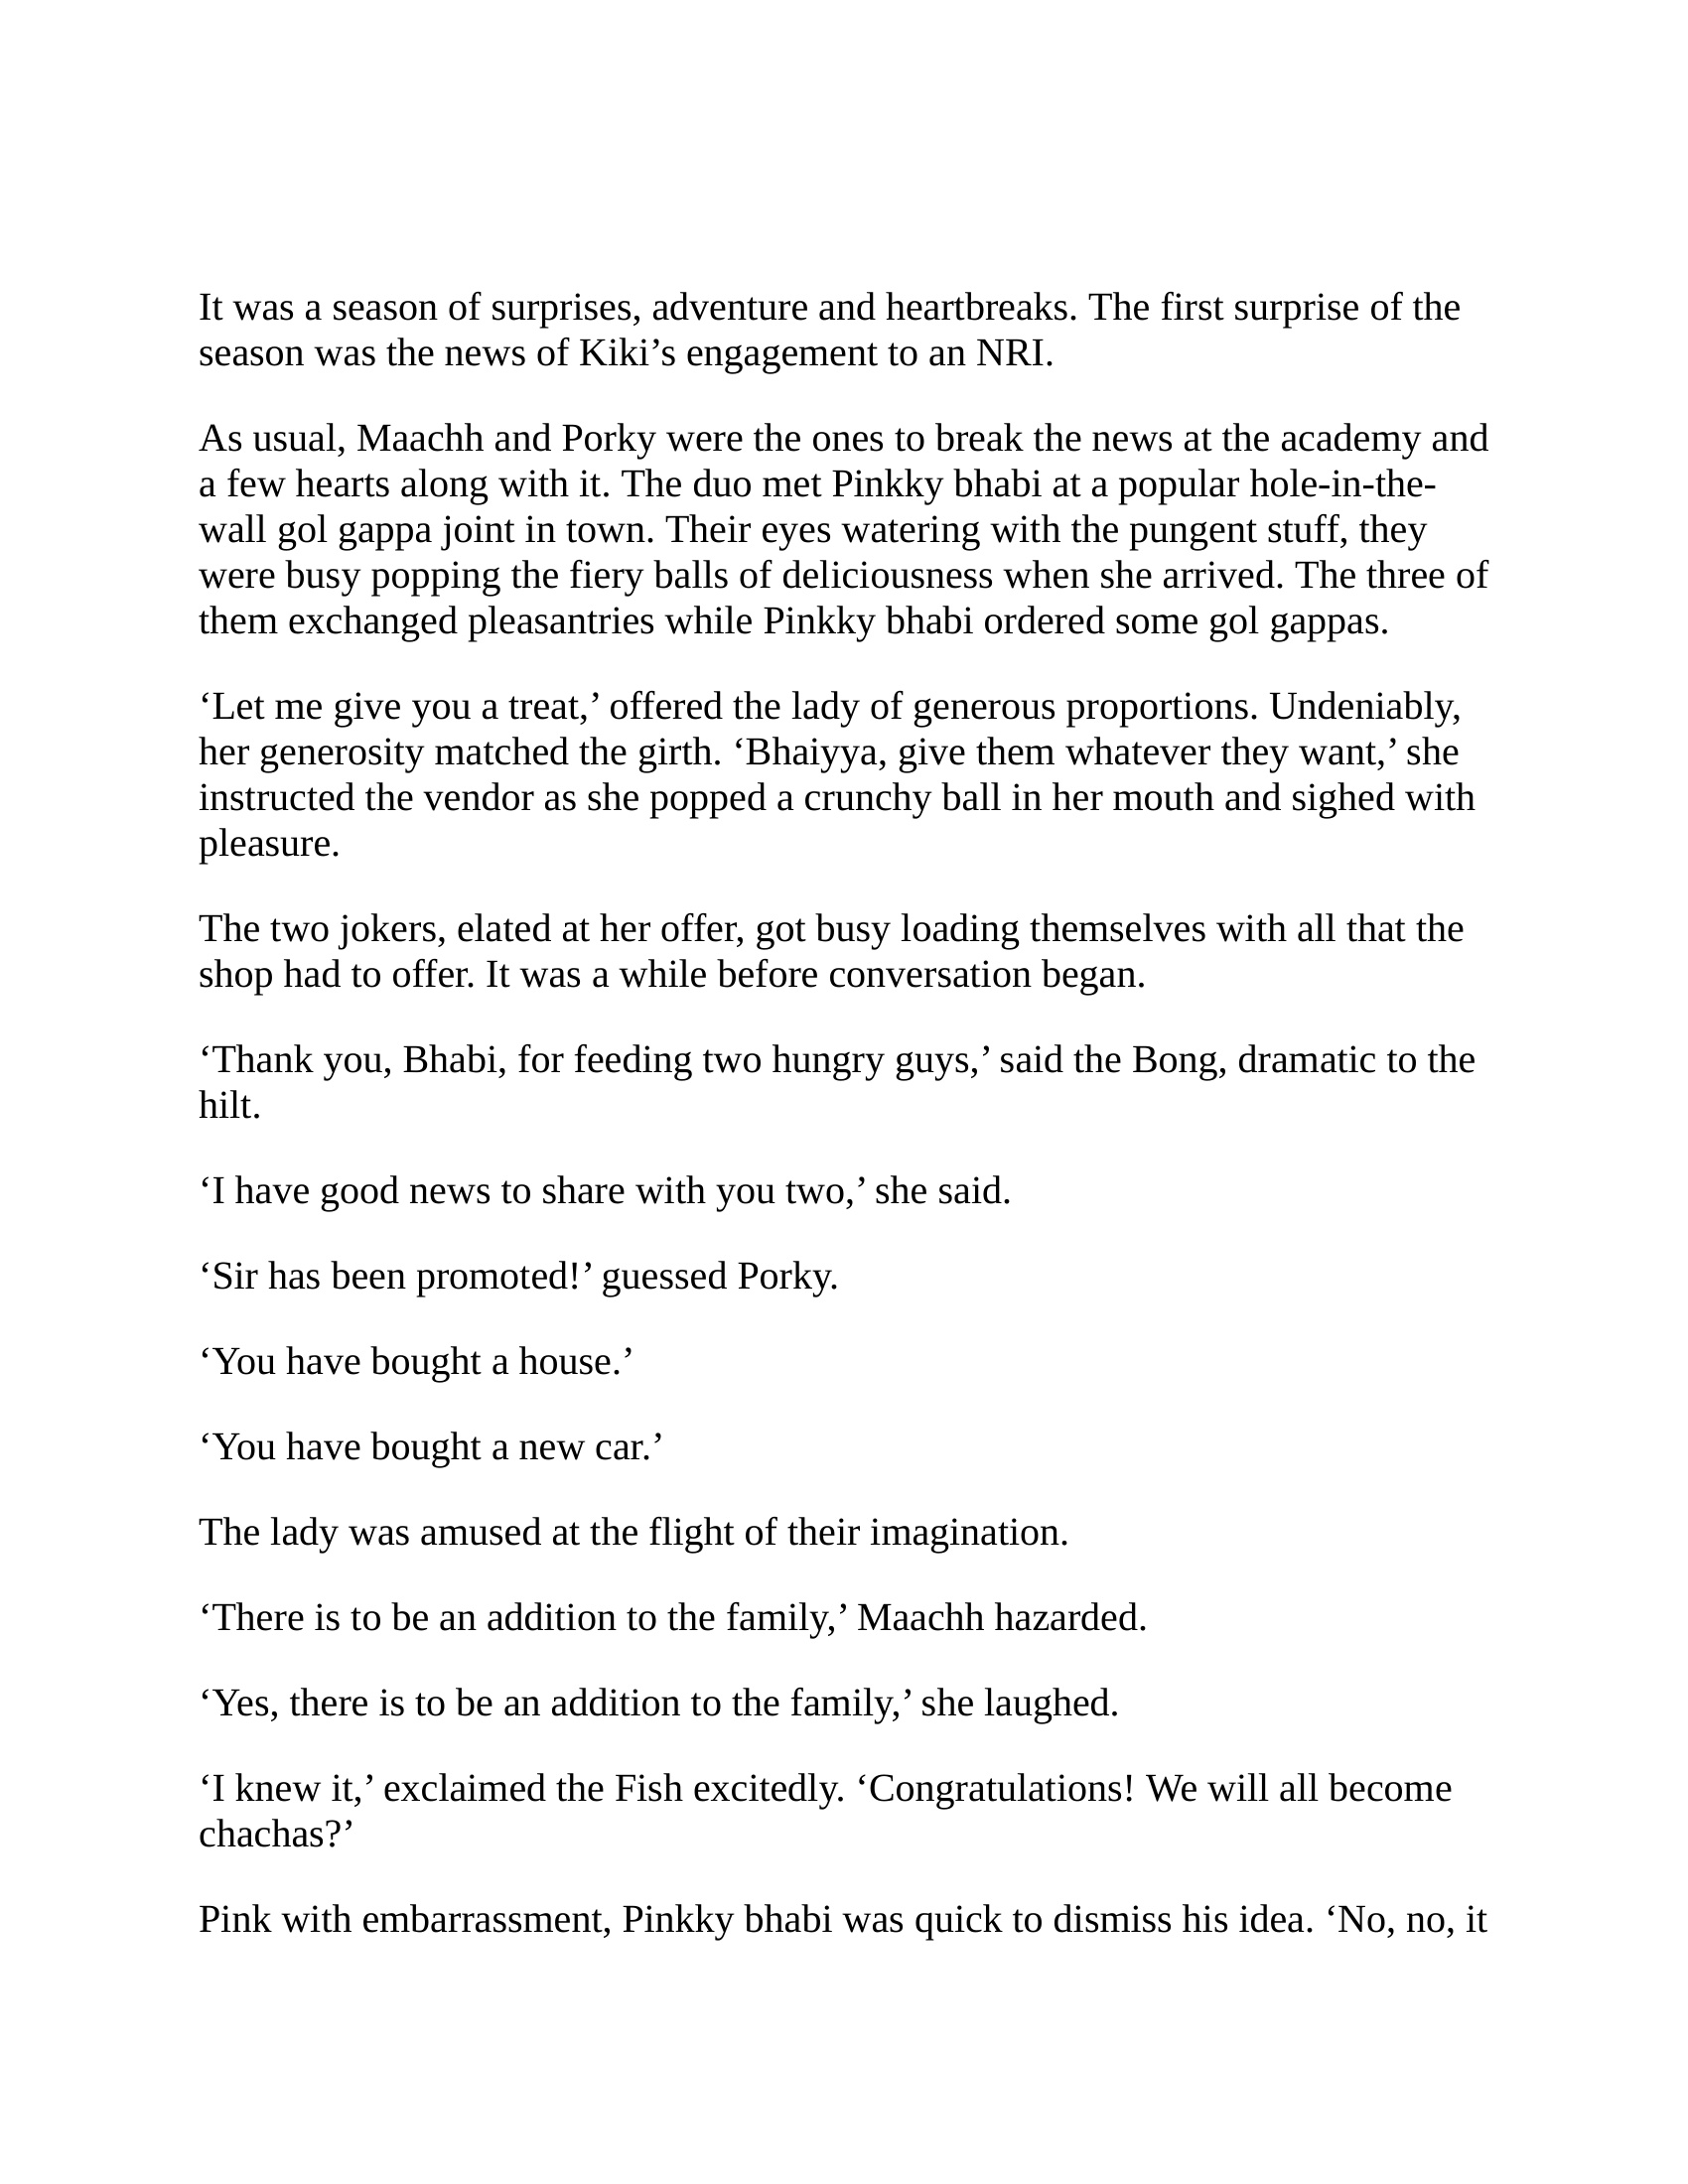 It was a season of surprises, adventure and heartbreaks. The first surprise of the
season was the news of Kiki’s engagement to an NRI.
As usual, Maachh and Porky were the ones to break the news at the academy and
a few hearts along with it. The duo met Pinkky bhabi at a popular hole-in-the-
wall gol gappa joint in town. Their eyes watering with the pungent stuff, they
were busy popping the fiery balls of deliciousness when she arrived. The three of
them exchanged pleasantries while Pinkky bhabi ordered some gol gappas.
‘Let me give you a treat,’ offered the lady of generous proportions. Undeniably,
her generosity matched the girth. ‘Bhaiyya, give them whatever they want,’ she
instructed the vendor as she popped a crunchy ball in her mouth and sighed with
pleasure.
The two jokers, elated at her offer, got busy loading themselves with all that the
shop had to offer. It was a while before conversation began.
‘Thank you, Bhabi, for feeding two hungry guys,’ said the Bong, dramatic to the
hilt.
‘I have good news to share with you two,’ she said.
‘Sir has been promoted!’ guessed Porky.
‘You have bought a house.’
‘You have bought a new car.’
The lady was amused at the flight of their imagination.
‘There is to be an addition to the family,’ Maachh hazarded.
‘Yes, there is to be an addition to the family,’ she laughed.
‘I knew it,’ exclaimed the Fish excitedly. ‘Congratulations! We will all become
chachas?’
Pink with embarrassment, Pinkky bhabi was quick to dismiss his idea. ‘No, no, it